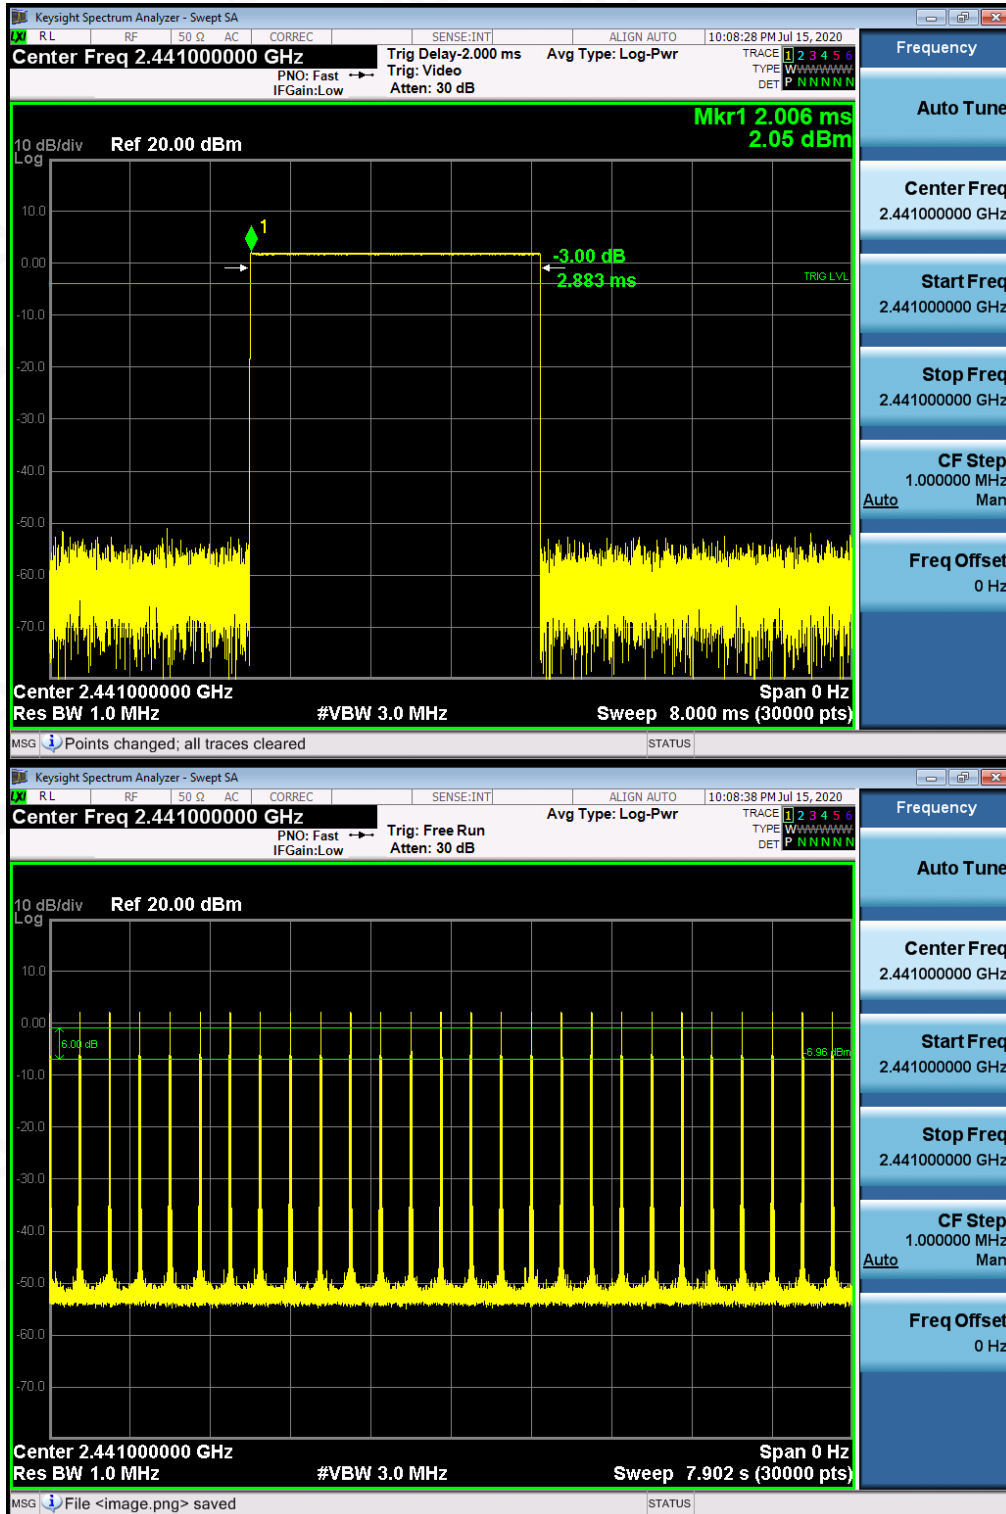 Keysight Spectrum Analyzer - Swept SA
LXI RL RF 50 Ω AC CORREC SENSE:INT ALIGN AUTO 10:08:28 PM Jul 15, 2020
Center Freq 2.441000000 GHz
PNO: Fast
IFGain:Low
Trig Delay-2.000 ms
Trig: Video
Atten: 30 dB
Avg Type: Log-Pwr
TRACE 1 2 3 4 5 6
TYPE WWWWWW
DET P N N N N N
Mkr1 2.006 ms
2.05 dBm
10 dB/div Ref 20.00 dBm
Log
10.0
0.00
-10.0
-20.0
-30.0
-40.0
-50.0
-60.0
-70.0
1
-3.00 dB
2.883 ms
TRIG LVL
Center 2.441000000 GHz Span 0 Hz
Res BW 1.0 MHz #VBW 3.0 MHz Sweep 8.000 ms (30000 pts)
MSG Points changed; all traces cleared STATUS
Frequency
Auto Tune
Center Freq
2.441000000 GHz
Start Freq
2.441000000 GHz
Stop Freq
2.441000000 GHz
CF Step
1.000000 MHz
Auto Man
Freq Offset
0 Hz
Keysight Spectrum Analyzer - Swept SA
LXI RL RF 50 Ω AC CORREC SENSE:INT ALIGN AUTO 10:08:38 PM Jul 15, 2020
Center Freq 2.441000000 GHz
PNO: Fast
IFGain:Low
Trig: Free Run
Atten: 30 dB
Avg Type: Log-Pwr
TRACE 1 2 3 4 5 6
TYPE WWWWWW
DET P N N N N N
10 dB/div Ref 20.00 dBm
Log
10.0
0.00
-10.0
-20.0
-30.0
-40.0
-50.0
-60.0
-70.0
6.00 dB
-6.96 dBm
Center 2.441000000 GHz Span 0 Hz
Res BW 1.0 MHz #VBW 3.0 MHz Sweep 7.902 s (30000 pts)
MSG File <image.png> saved STATUS
Frequency
Auto Tune
Center Freq
2.441000000 GHz
Start Freq
2.441000000 GHz
Stop Freq
2.441000000 GHz
CF Step
1.000000 MHz
Auto Man
Freq Offset
0 Hz